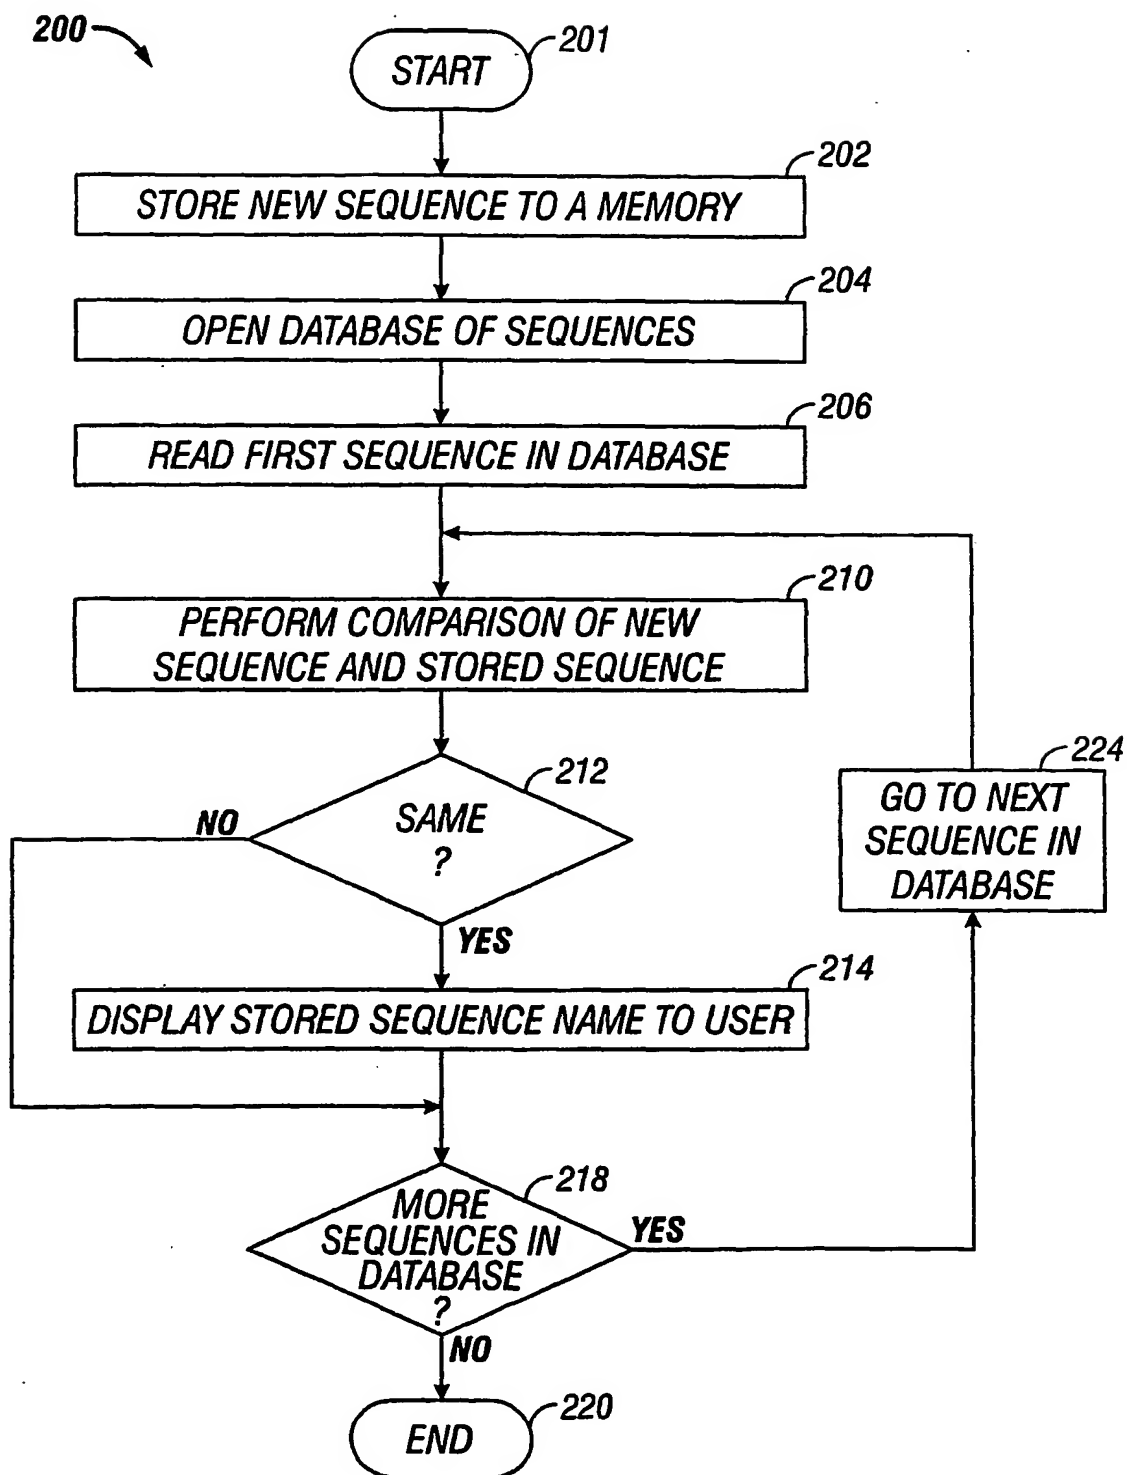 200
START
201
202
STORE NEW SEQUENCE TO A MEMORY
204
OPEN DATABASE OF SEQUENCES
206
READ FIRST SEQUENCE IN DATABASE
210
PERFORM COMPARISON OF NEW
SEQUENCE AND STORED SEQUENCE
212
SAME
?
NO
YES
224
GO TO NEXT
SEQUENCE IN
DATABASE
214
DISPLAY STORED SEQUENCE NAME TO USER
218
MORE
SEQUENCES IN
DATABASE
?
YES
NO
220
END